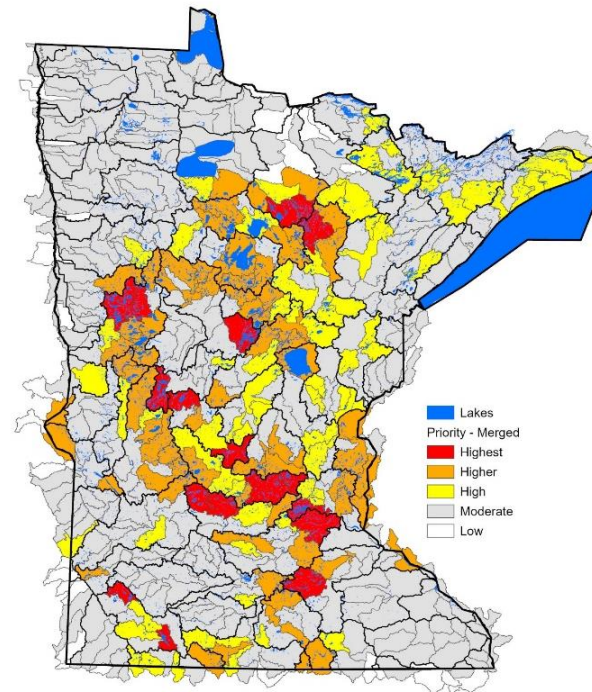 Lakes
Priority - Merged
Highest
Higher
High
Moderate
Low